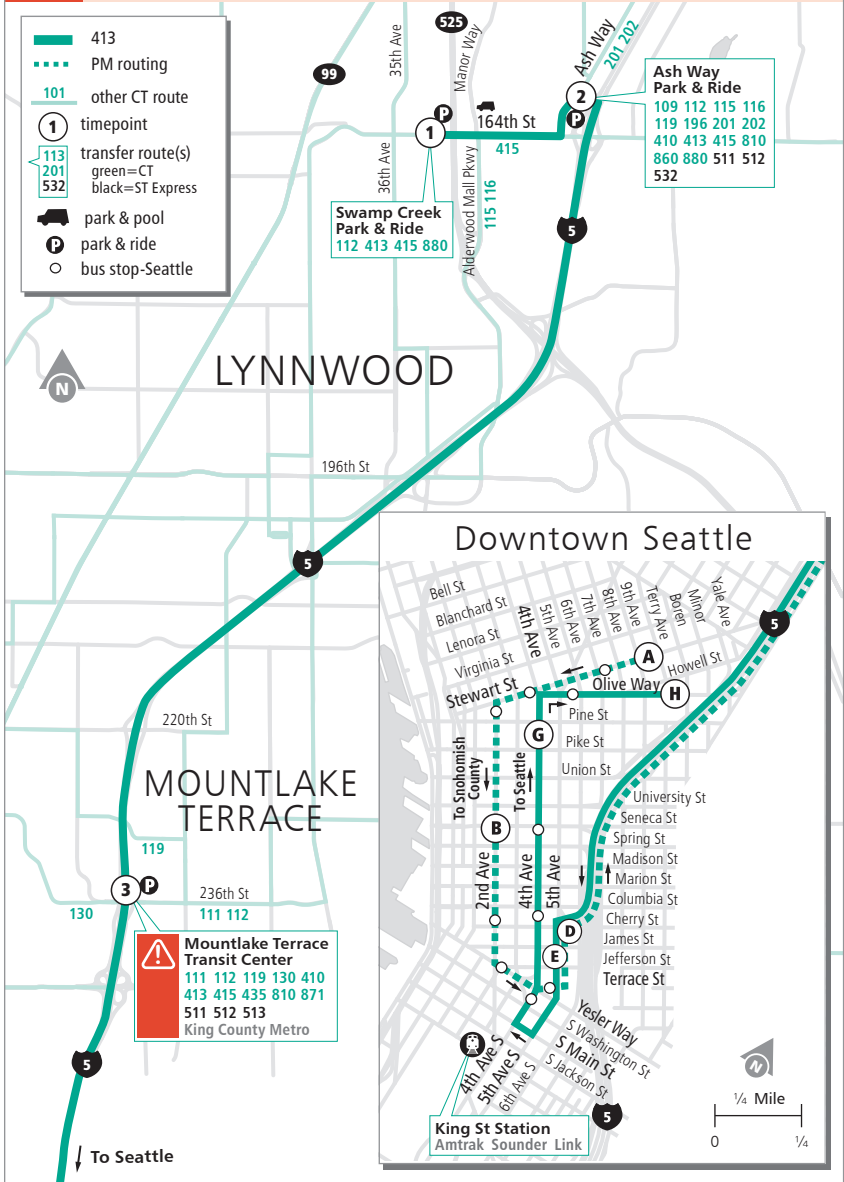 413
PM routing
101 other CT route
1 timepoint
113
201
532
transfer route(s)
green=CT
black=ST Express
park & pool
P park & ride
bus stop-Seattle
99
525
35th Ave
Manor Way
Ash Way
201 202
2
P
P
1
164th St
415
36th Ave
Alderwood Mall Pkwy
115 116
Ash Way
Park & Ride
109 112 115 116
119 196 201 202
410 413 415 810
860 880 511 512
532
Swamp Creek
Park & Ride
112 413 415 880
5
N
LYNNWOOD
196th St
5
220th St
MOUNTLAKE
TERRACE
119
3
P
236th St
130
111 112
Mountlake Terrace
Transit Center
111 112 119 130 410
413 415 435 810 871
511 512 513
King County Metro
5
To Seattle
Downtown Seattle
Bell St
Blanchard St
Lenora St
Virginia St
Stewart St
4th Ave
5th Ave
6th Ave
7th Ave
8th Ave
9th Ave
Terry Ave
Boren
Minor
Yale Ave
5
A
Howell St
Olive Way
H
Pine St
G
Pike St
Union St
To Snohomish
County
To Seattle
B
2nd Ave
4th Ave
5th Ave
University St
Seneca St
Spring St
Madison St
Marion St
Columbia St
Cherry St
D
James St
E
Jefferson St
Terrace St
Yesler Way
S Washington St
S Main St
S Jackson St
4th Ave S
5th Ave S
6th Ave S
5
N
King St Station
Amtrak Sounder Link
¼ Mile
0 ¼